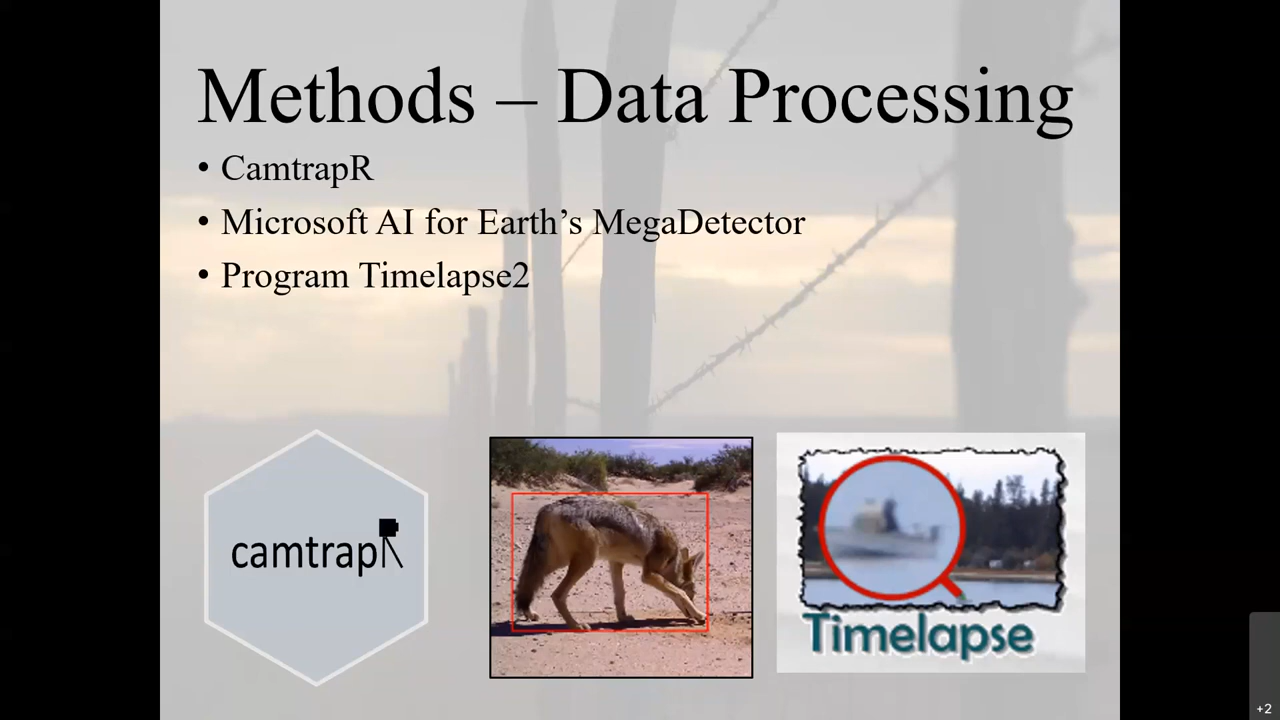 Methods – Data Processing
• CamtrapR
• Microsoft AI for Earth’s MegaDetector
• Program Timelapse2
camtrapR
Timelapse
+2